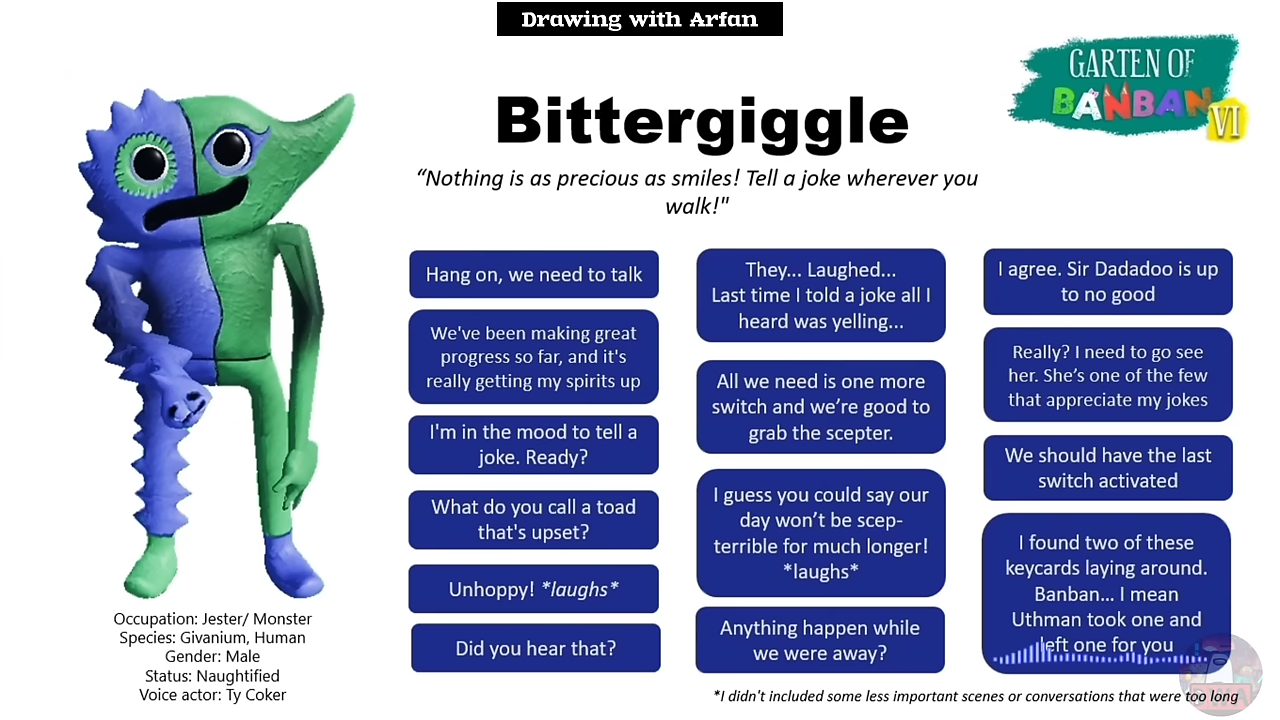 Drawing with Arfan
GARTEN OF
BANBAN
VI
Bittergiggle
“Nothing is as precious as smiles! Tell a joke wherever you
walk!"
Hang on, we need to talk
We've been making great
progress so far, and it's
really getting my spirits up
I'm in the mood to tell a
joke. Ready?
What do you call a toad
that's upset?
Unhoppy! *laughs*
Did you hear that?
They... Laughed...
Last time I told a joke all I
heard was yelling...
All we need is one more
switch and we’re good to
grab the scepter.
I guess you could say our
day won’t be scep-
terrible for much longer!
*laughs*
Anything happen while
we were away?
I agree. Sir Dadadoo is up
to no good
Really? I need to go see
her. She’s one of the few
that appreciate my jokes
We should have the last
switch activated
I found two of these
keycards laying around.
Banban... I mean
Uthman took one and
left one for you
Occupation: Jester/ Monster
Species: Givanium, Human
Gender: Male
Status: Naughtified
Voice actor: Ty Coker
*I didn't included some less important scenes or conversations that were too long